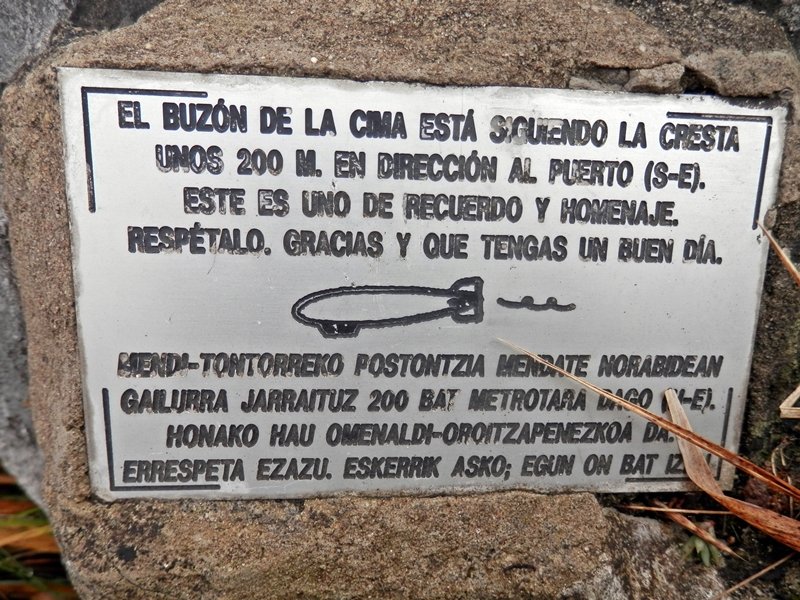 EL BUZÓN DE LA CIMA ESTÁ SIGUIENDO LA CRESTA
UNOS 200 M. EN DIRECCIÓN AL PUERTO (S-E).
ESTE ES UNO DE RECUERDO Y HOMENAJE.
RESPÉTALO. GRACIAS Y QUE TENGAS UN BUEN DÍA.
MENDI-TONTORREKO POSTONTZIA MENDATE NORABIDEAN
GAILURRA JARRAITUZ 200 BAT METROTARA DAGO
HONAKO HAU OMENALDI-OROITZAPENEZKOA DA.
ERRESPETA EZAZU. ESKERRIK ASKO; EGUN ON BAT